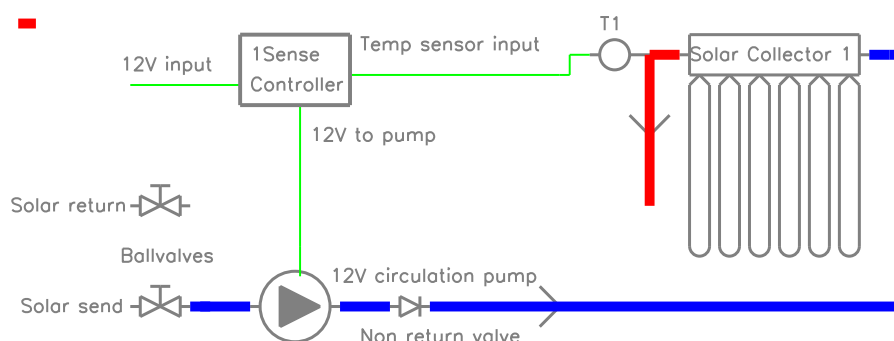 T1
Temp sensor input
1Sense
Controller
12V input
Solar Collector 1
12V to pump
Solar return
Ballvalves
12V circulation pump
Solar send
Non return valve